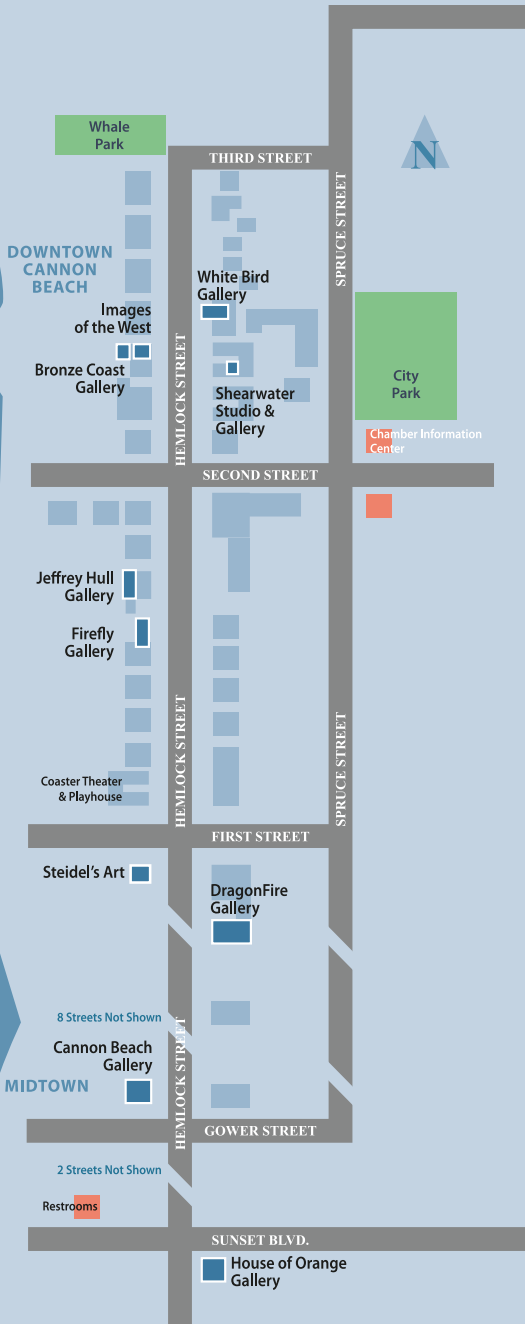 Whale
Park
THIRD STREET
N
SPRUCE STREET
DOWNTOWN
CANNON
BEACH
White Bird
Gallery
Images
of the West
HEMLOCK STREET
Bronze Coast
Gallery
City
Park
Shearwater
Studio &
Gallery
Chamber Information
Center
SECOND STREET
Jeffrey Hull
Gallery
Firefly
Gallery
HEMLOCK STREET
SPRUCE STREET
Coaster Theater
& Playhouse
FIRST STREET
Steidel's Art
DragonFire
Gallery
8 Streets Not Shown
HEMLOCK STREET
Cannon Beach
Gallery
MIDTOWN
GOWER STREET
2 Streets Not Shown
Restrooms
SUNSET BLVD.
House of Orange
Gallery